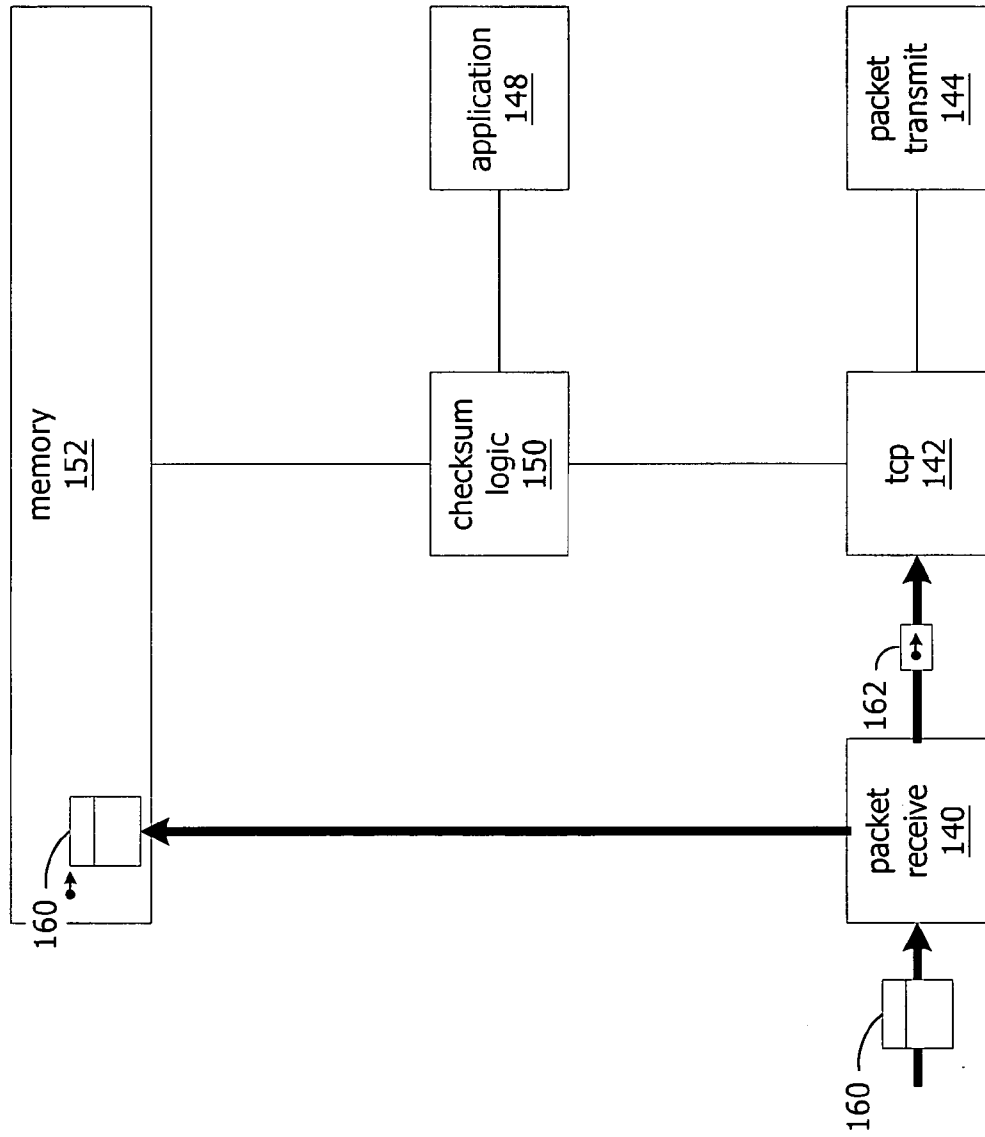 memory
152
160
checksum
logic
150
application
148
160
packet
receive
140
162
tcp
142
packet
transmit
144